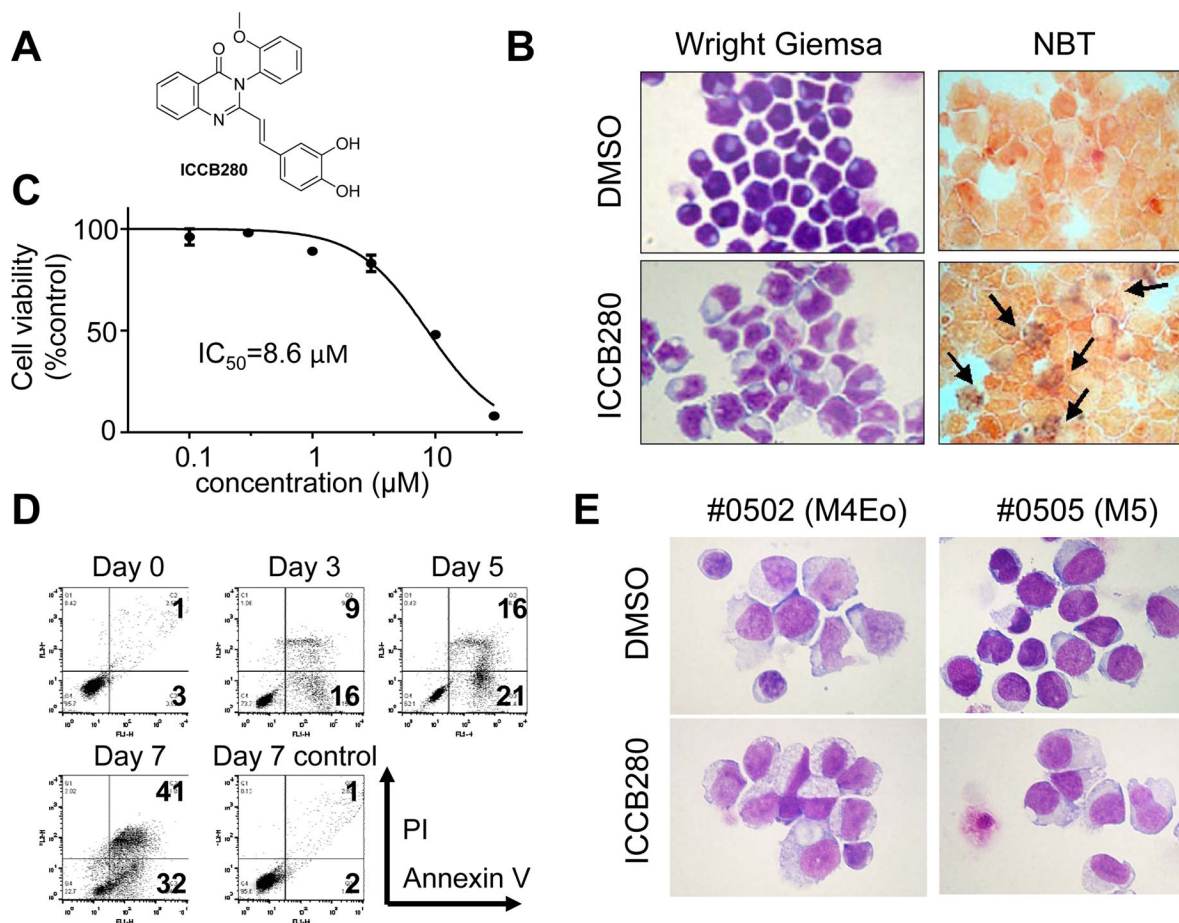 A
O
O
N
N
OH
OH
ICCB280
B
Wright Giemsa
NBT
DMSO
ICCB280
C
Cell viability
(%control)
100
50
0
IC50=8.6 µM
0.1
1
10
concentration (µM)
D
Day 0
Day 3
Day 5
1
3
9
16
16
21
Day 7
Day 7 control
41
32
1
2
PI
Annexin V
E
#0502 (M4Eo)
#0505 (M5)
DMSO
ICCB280